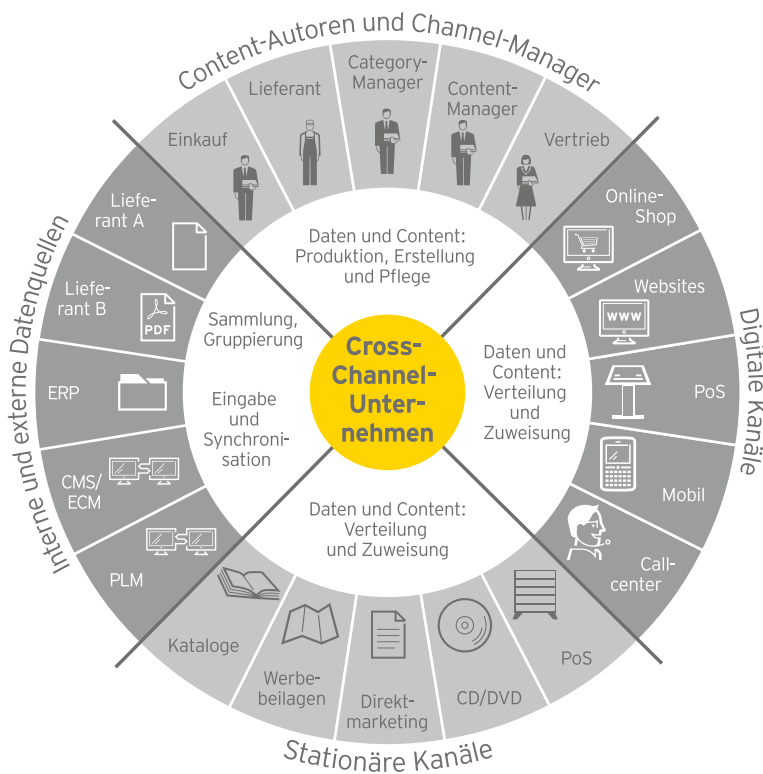 Content-Autoren und Channel-Manager
Einkauf
Lieferant
Category-
Manager
Content-
Manager
Vertrieb
Daten und Content:
Produktion, Erstellung
und Pflege
Interne und externe Datenquellen
Liefe-
rant A
Liefe-
rant B
PDF
ERP
CMS/
ECM
PLM
Sammlung,
Gruppierung
Eingabe
und
Synchroni-
sation
Cross-
Channel-
Unter-
nehmen
Daten und
Content:
Verteilung
und
Zuweisung
Digitale Kanäle
Online-
Shop
Websites
www
PoS
Mobil
Call-
center
Daten und Content:
Verteilung
und Zuweisung
Kataloge
Werbe-
beilagen
Direkt-
marketing
CD/DVD
PoS
Stationäre Kanäle